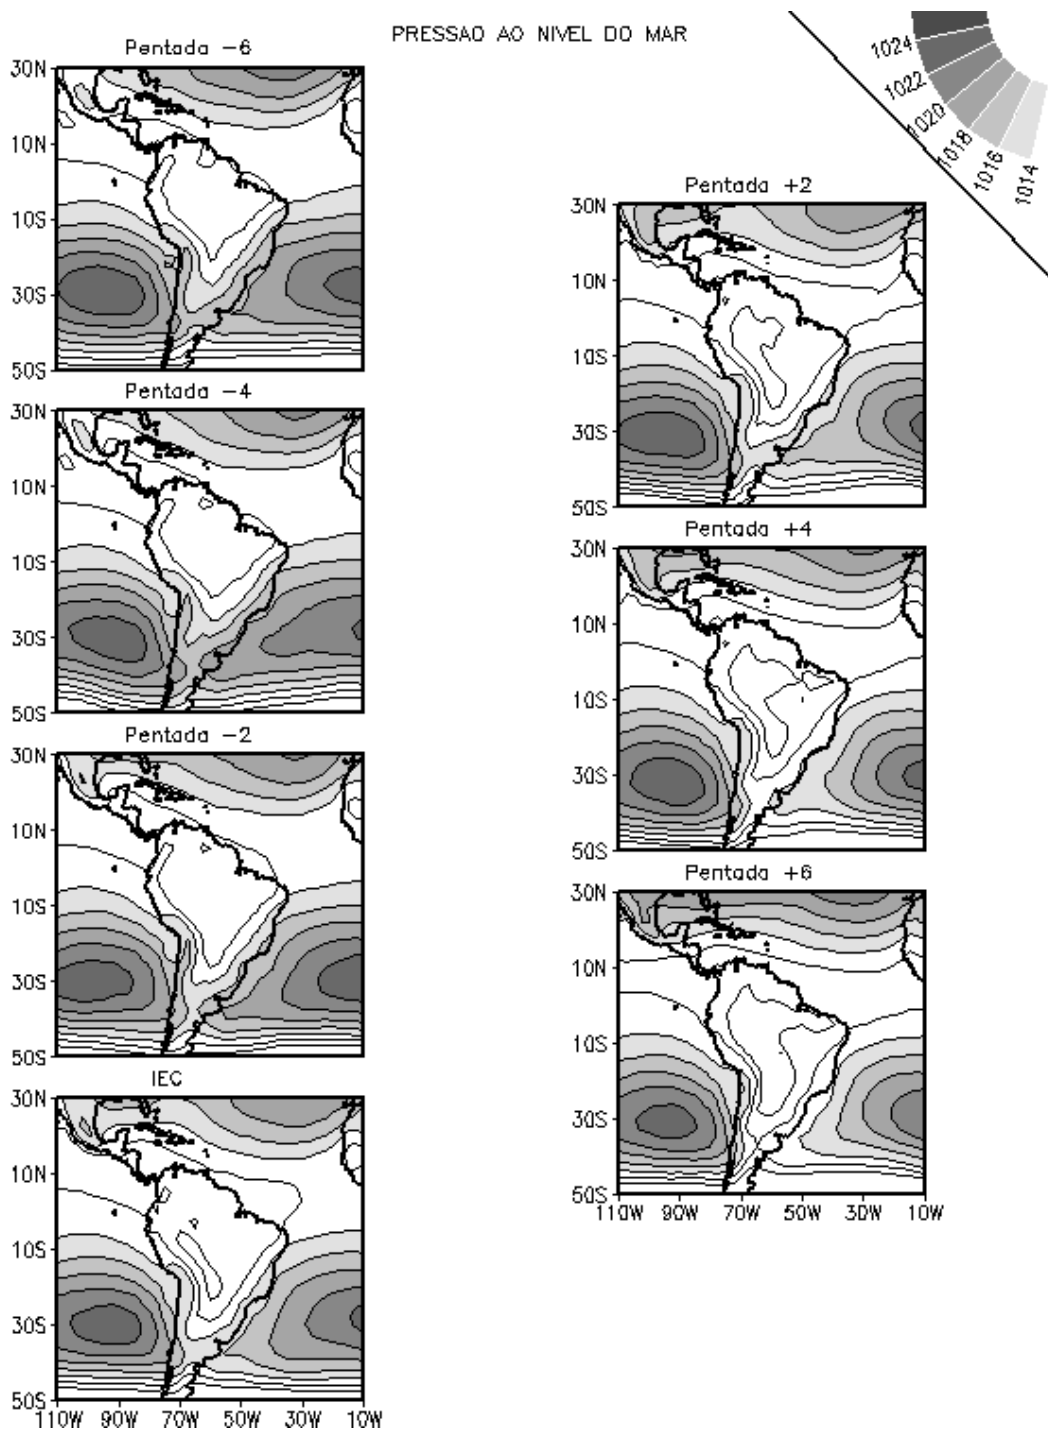 PRESSAO AO NIVEL DO MAR
1024
1022
1020
1018
1016
1014
Pentada -6
30N
10N
10S
30S
50S
Pentada -4
30N
10N
10S
30S
50S
Pentada -2
30N
10N
10S
30S
50S
IEC
30N
10N
10S
30S
50S
110W 90W 70W 50W 30W 10W
Pentada +2
30N
10N
10S
30S
50S
Pentada +4
30N
10N
10S
30S
50S
Pentada +6
30N
10N
10S
30S
50S
110W 90W 70W 50W 30W 10W